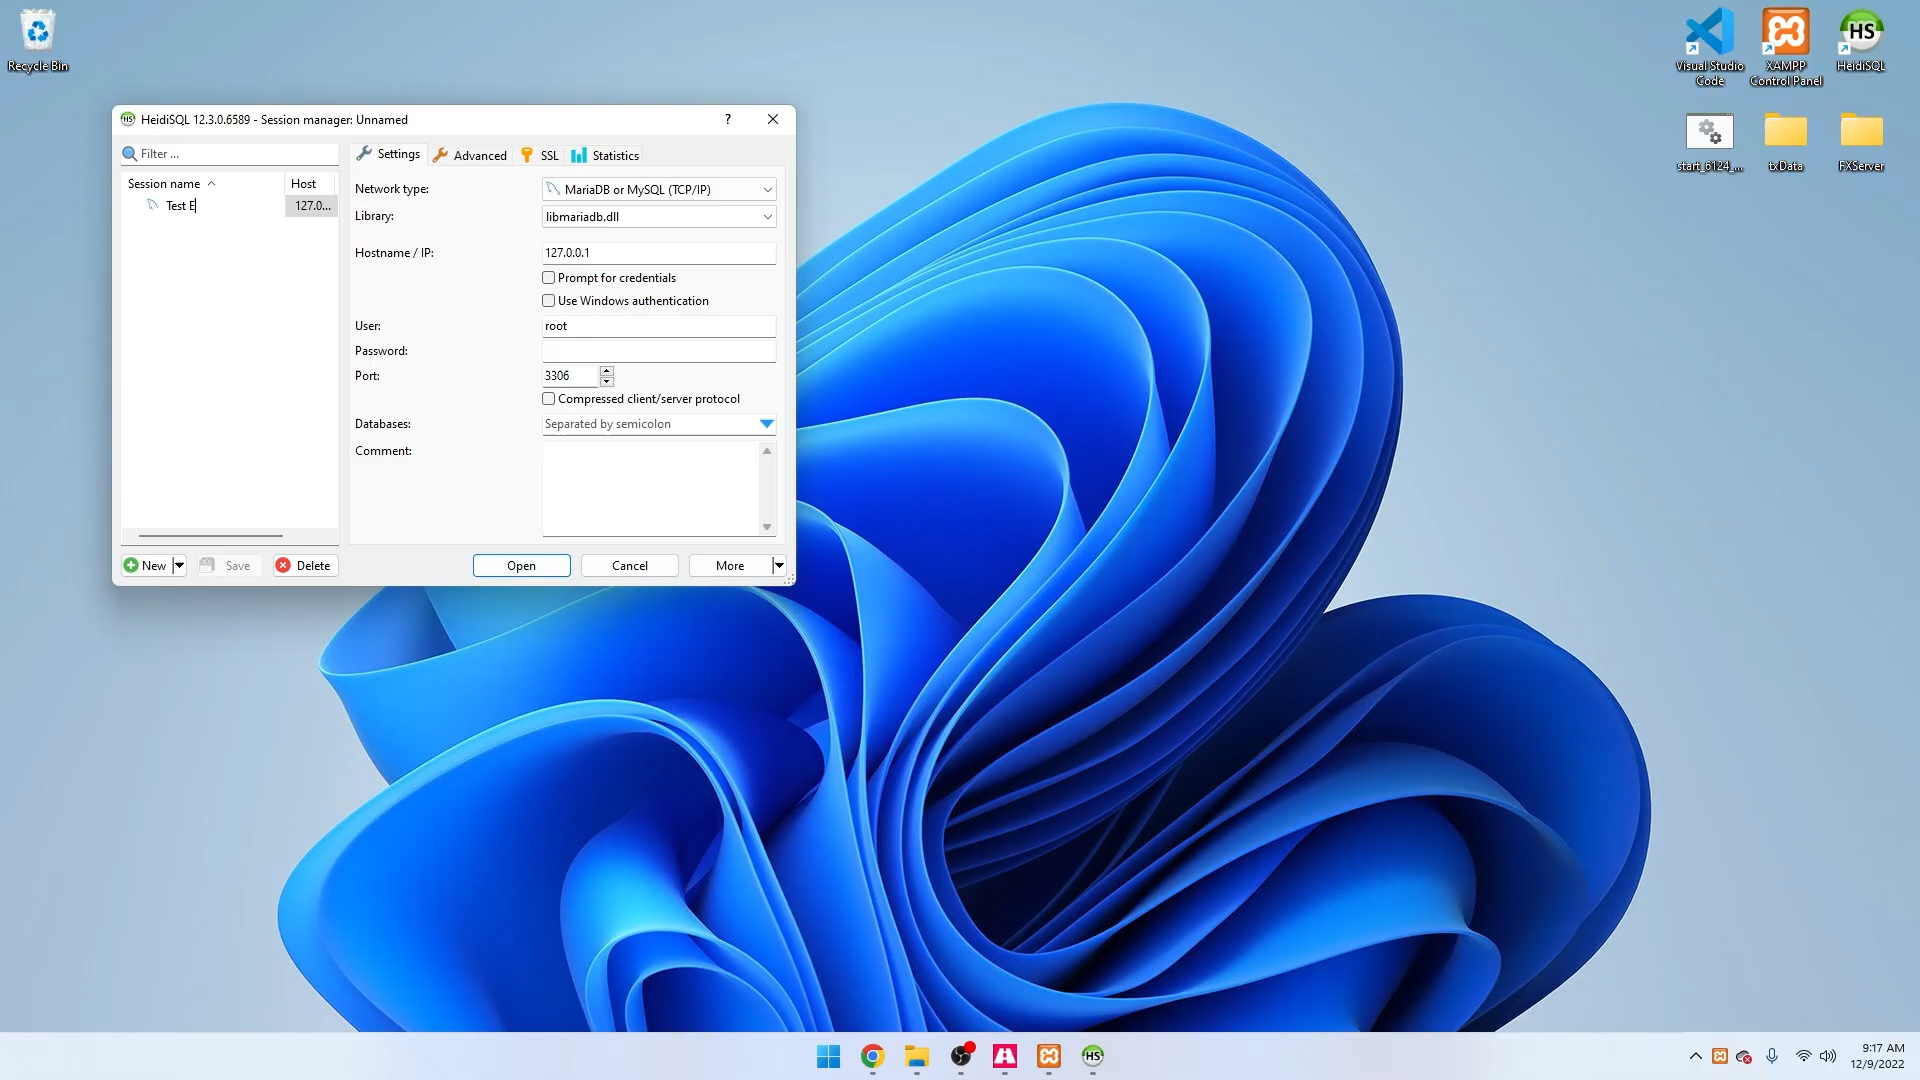 Recycle Bin
Visual Studio Code
XAMPP Control Panel
HeidiSQL
start_6124_...
txData
FXServer
HeidiSQL 12.3.0.6589 - Session manager: Unnamed
?
Filter ...
Session name
Host
Test E
127.0...
Settings
Advanced
SSL
Statistics
Network type:
MariaDB or MySQL (TCP/IP)
Library:
libmariadb.dll
Hostname / IP:
127.0.0.1
Prompt for credentials
Use Windows authentication
User:
root
Password:
Port:
3306
Compressed client/server protocol
Databases:
Separated by semicolon
Comment:
New
Save
Delete
Open
Cancel
More
HS
9:17 AM
12/9/2022